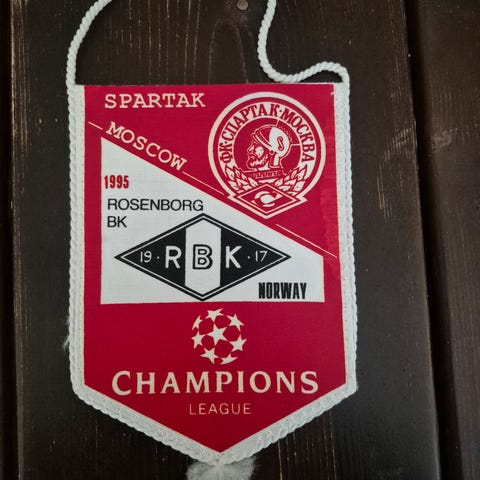 SPARTAK
MOSCOW
ФК·СПАРТАК·МОСКВА
1995
ROSENBORG
BK
19·RBK·17
NORWAY
CHAMPIONS
LEAGUE